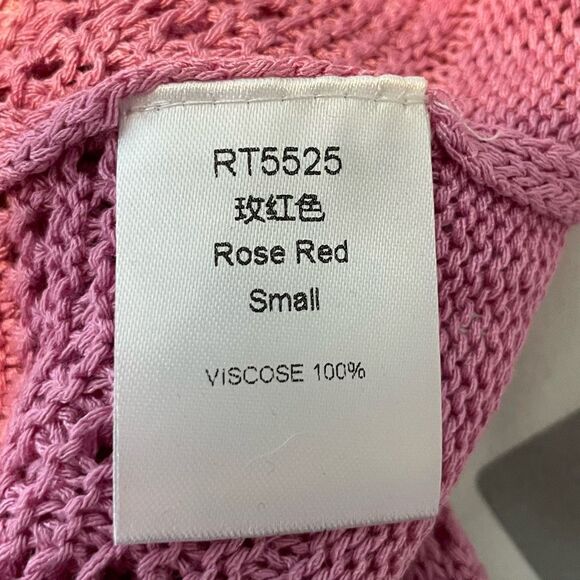 RT5525
玫红色
Rose Red
Small
ViSCOSE 100%